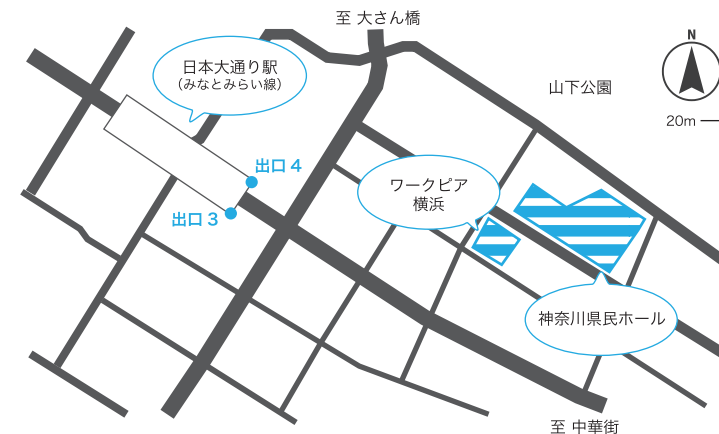 至 大さん橋
N
日本大通り駅
(みなとみらい線)
山下公園
20m
出口4
ワークピア
横浜
出口3
神奈川県民ホール
至 中華街